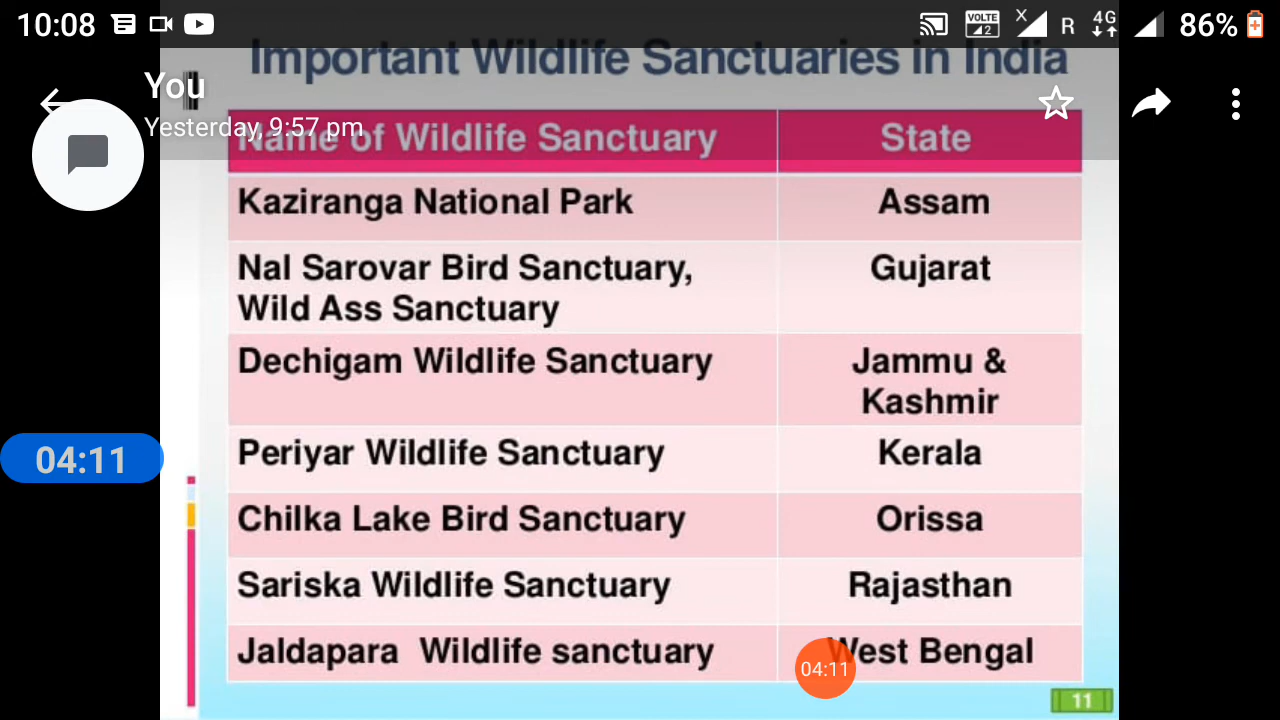 10:08
VOLTE
2
X
R
4G
86%
Important Wildlife Sanctuaries in India
You
Yesterday, 9:57 pm
Name of Wildlife Sanctuary State
Kaziranga National Park Assam
Nal Sarovar Bird Sanctuary, Gujarat
Wild Ass Sanctuary
Dechigam Wildlife Sanctuary Jammu &
Kashmir
04:11
Periyar Wildlife Sanctuary Kerala
Chilka Lake Bird Sanctuary Orissa
Sariska Wildlife Sanctuary Rajasthan
Jaldapara Wildlife sanctuary West Bengal
04:11
11